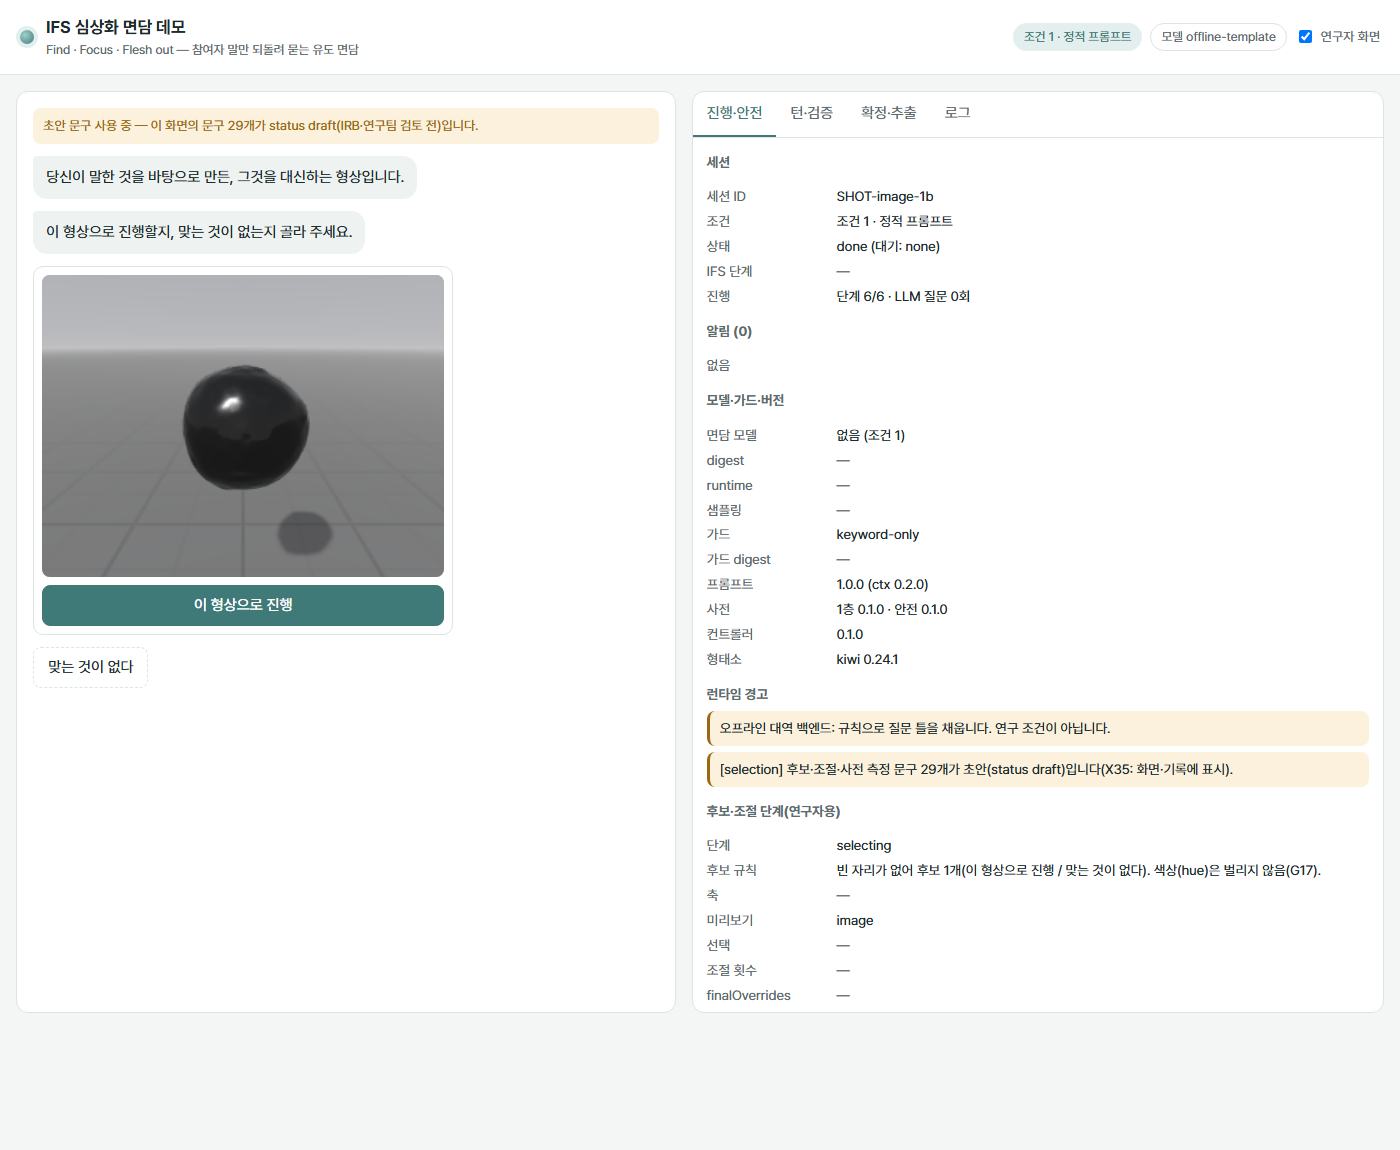 IFS 심상화 면담 데모
Find · Focus · Flesh out — 참여자 말만 되돌려 묻는 유도 면담
조건 1 · 정적 프롬프트
모델 offline-template
연구자 화면
초안 문구 사용 중 — 이 화면의 문구 29개가 status draft(IRB·연구팀 검토 전)입니다.
당신이 말한 것을 바탕으로 만든, 그것을 대신하는 형상입니다.
이 형상으로 진행할지, 맞는 것이 없는지 골라 주세요.
이 형상으로 진행
맞는 것이 없다
진행·안전
턴·검증
확정·추출
로그
세션
세션 ID SHOT-image-1b
조건 조건 1 · 정적 프롬프트
상태 done (대기: none)
IFS 단계 —
진행 단계 6/6 · LLM 질문 0회
알림 (0)
없음
모델·가드·버전
면담 모델 없음 (조건 1)
digest —
runtime —
샘플링 —
가드 keyword-only
가드 digest —
프롬프트 1.0.0 (ctx 0.2.0)
사전 1층 0.1.0 · 안전 0.1.0
컨트롤러 0.1.0
형태소 kiwi 0.24.1
런타임 경고
오프라인 대역 백엔드: 규칙으로 질문 틀을 채웁니다. 연구 조건이 아닙니다.
[selection] 후보·조절·사전 측정 문구 29개가 초안(status draft)입니다(X35: 화면·기록에 표시).
후보·조절 단계(연구자용)
단계 selecting
후보 규칙 빈 자리가 없어 후보 1개(이 형상으로 진행 / 맞는 것이 없다). 색상(hue)은 벌리지 않음(G17).
축 —
미리보기 image
선택 —
조절 횟수 —
finalOverrides —